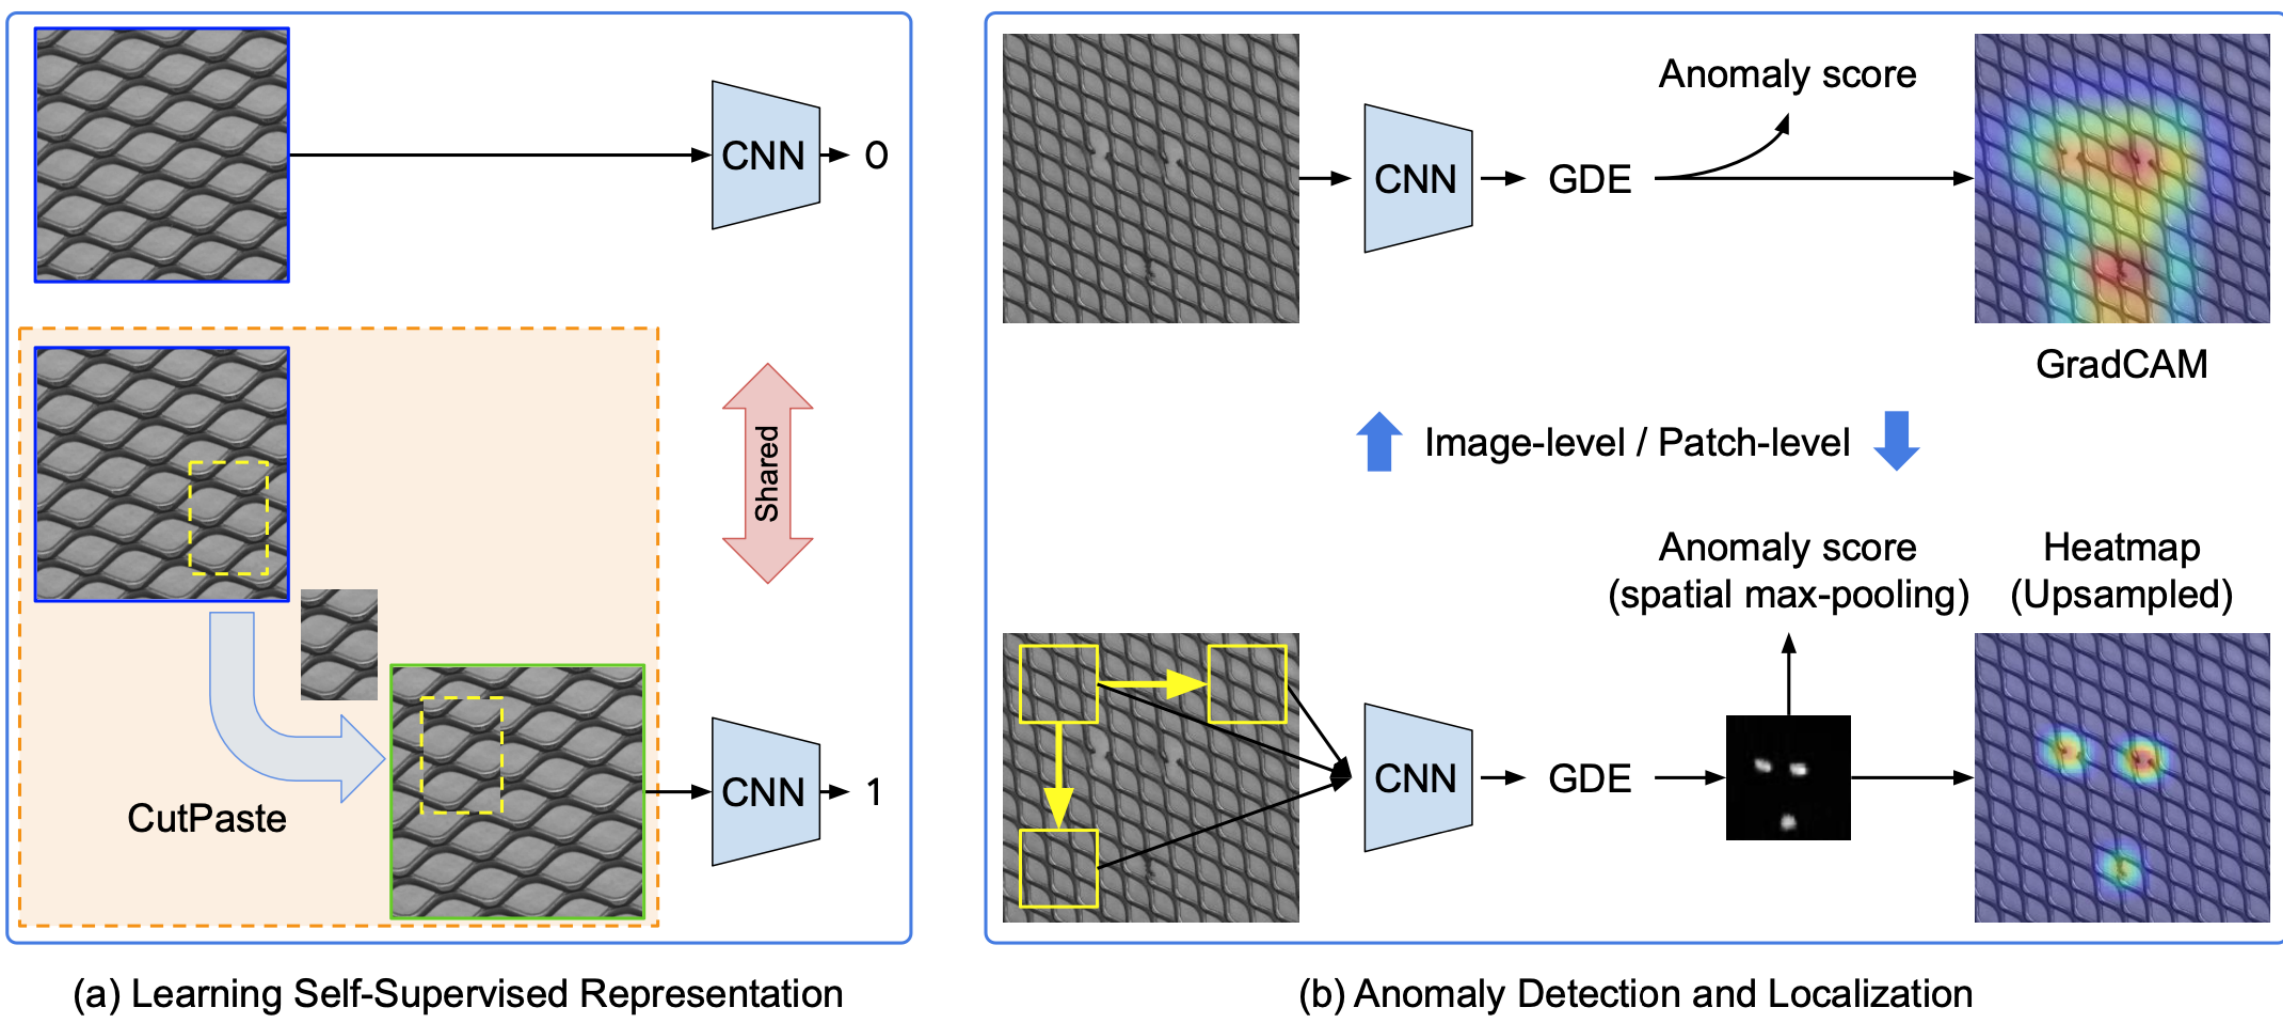 CNN
0
Shared
CutPaste
CNN
1
(a) Learning Self-Supervised Representation
Anomaly score
CNN
GDE
GradCAM
Image-level / Patch-level
Anomaly score
(spatial max-pooling)
Heatmap
(Upsampled)
CNN
GDE
(b) Anomaly Detection and Localization